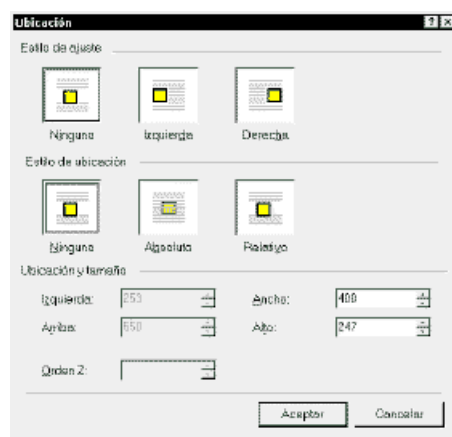 Ubicación
Estilo de ajuste
Ninguno Izquierda Derecha
Estilo de ubicación
Ninguno Absoluto Relativo
Ubicación y tamaño
Izquierda: 253 Ancho: 400
Arriba: 650 Alto: 247
Orden Z:
Aceptar Cancelar